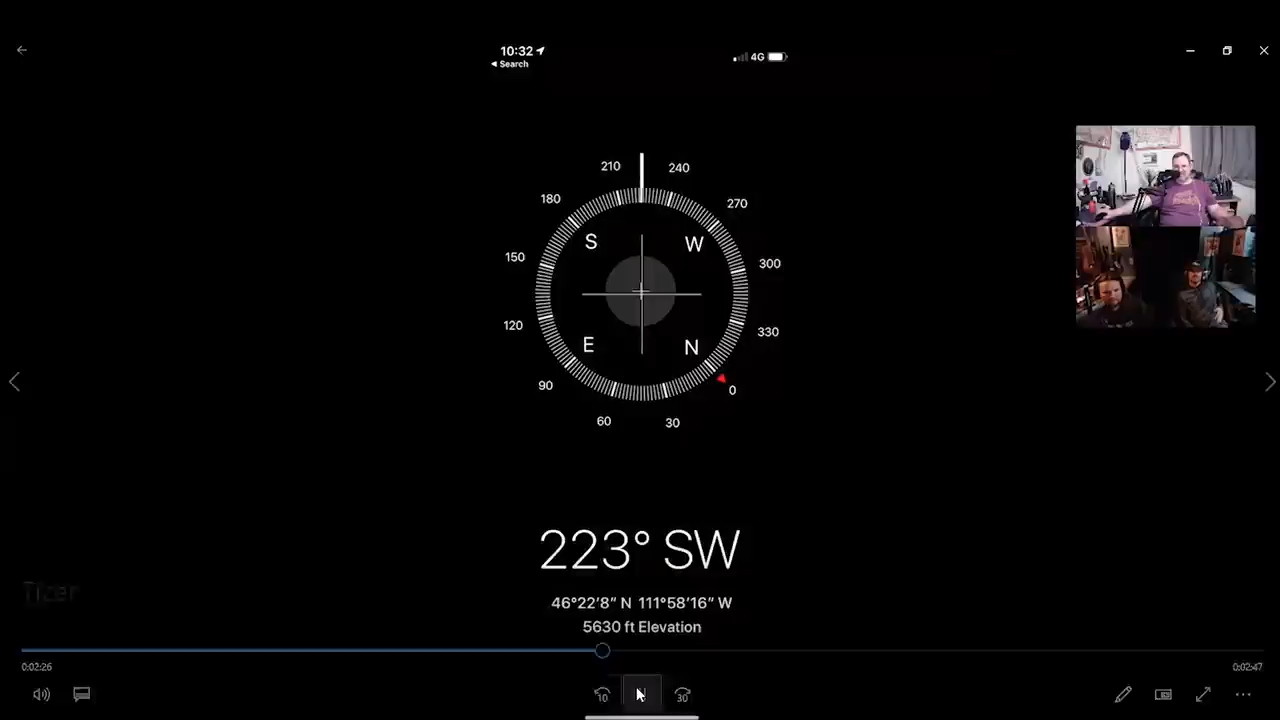 10:32
4G
Search
210
240
180
270
S
W
150
300
120
330
E
N
90
0
60
30
223° SW
46°22'8" N 111°58'16" W
5630 ft Elevation
Tizer
0:02:26
0:02:47
10
30